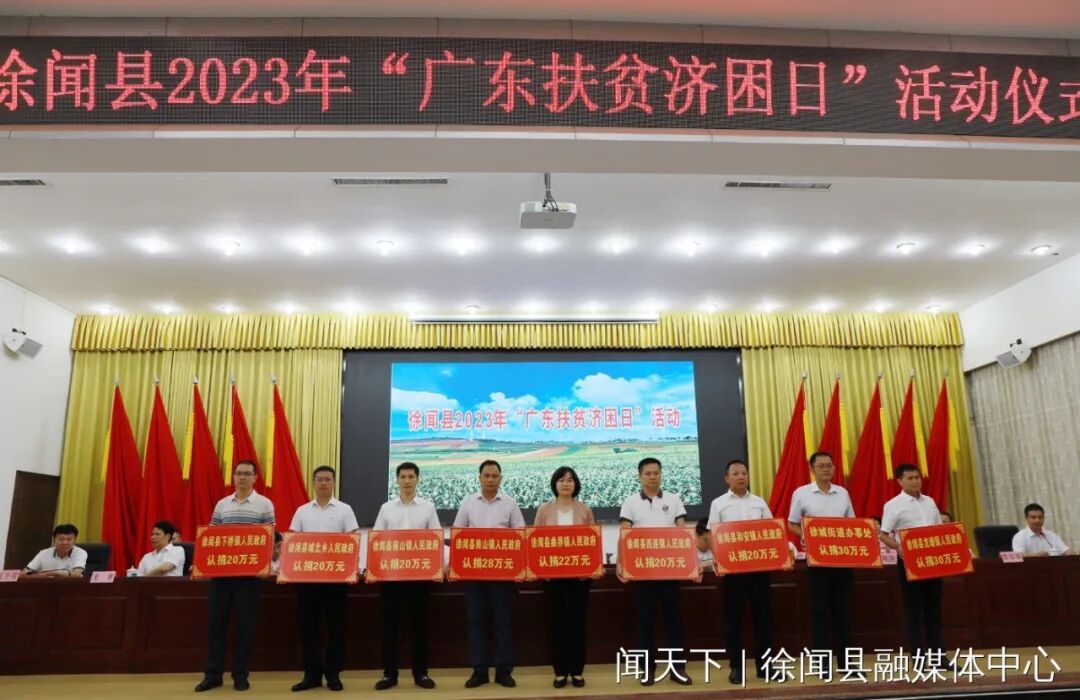 徐闻县2023年“广东扶贫济困日”活动仪式
徐闻县2023年“广东扶贫济困日”活动
徐闻县下桥镇人民政府
认捐20万元
徐闻县城北乡人民政府
认捐20万元
徐闻县前山镇人民政府
认捐20万元
徐闻县南山镇人民政府
认捐28万元
徐闻县曲界镇人民政府
认捐22万元
徐闻县西连镇人民政府
认捐20万元
徐闻县和安镇人民政府
认捐20万元
徐城街道办事处
认捐30万元
徐闻县龙塘镇人民政府
认捐30万元
闻天下 | 徐闻县融媒体中心